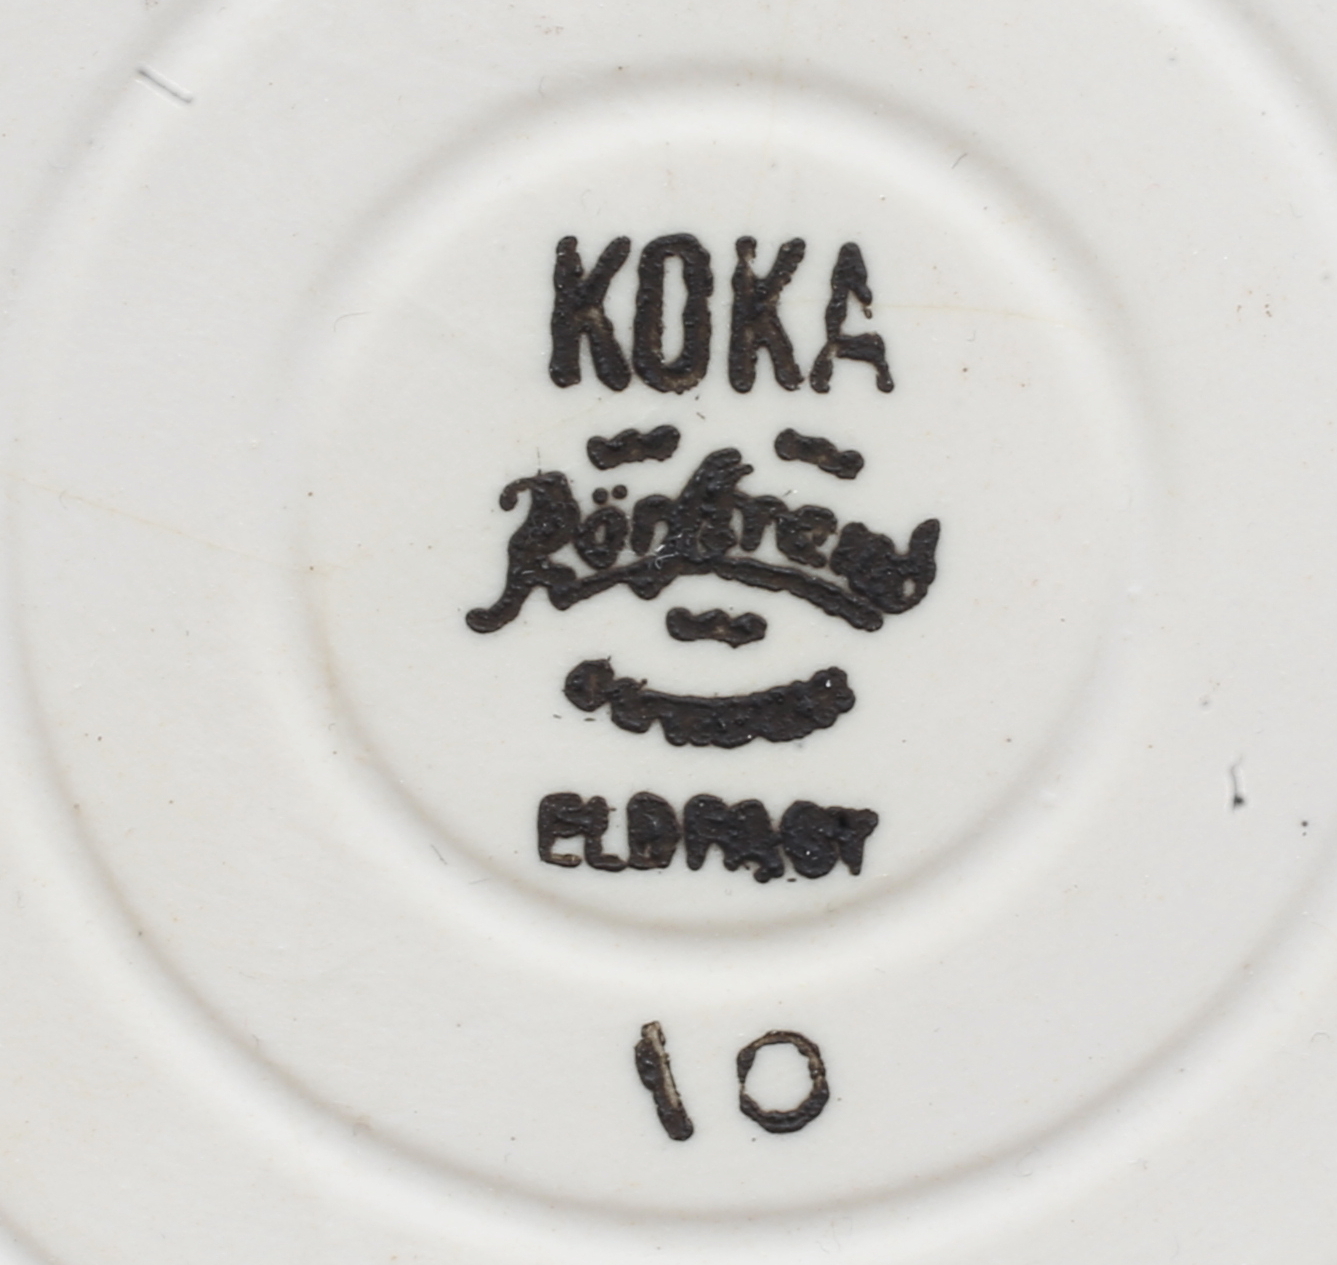 KOKA
Rörstrand
ELDFAST
10